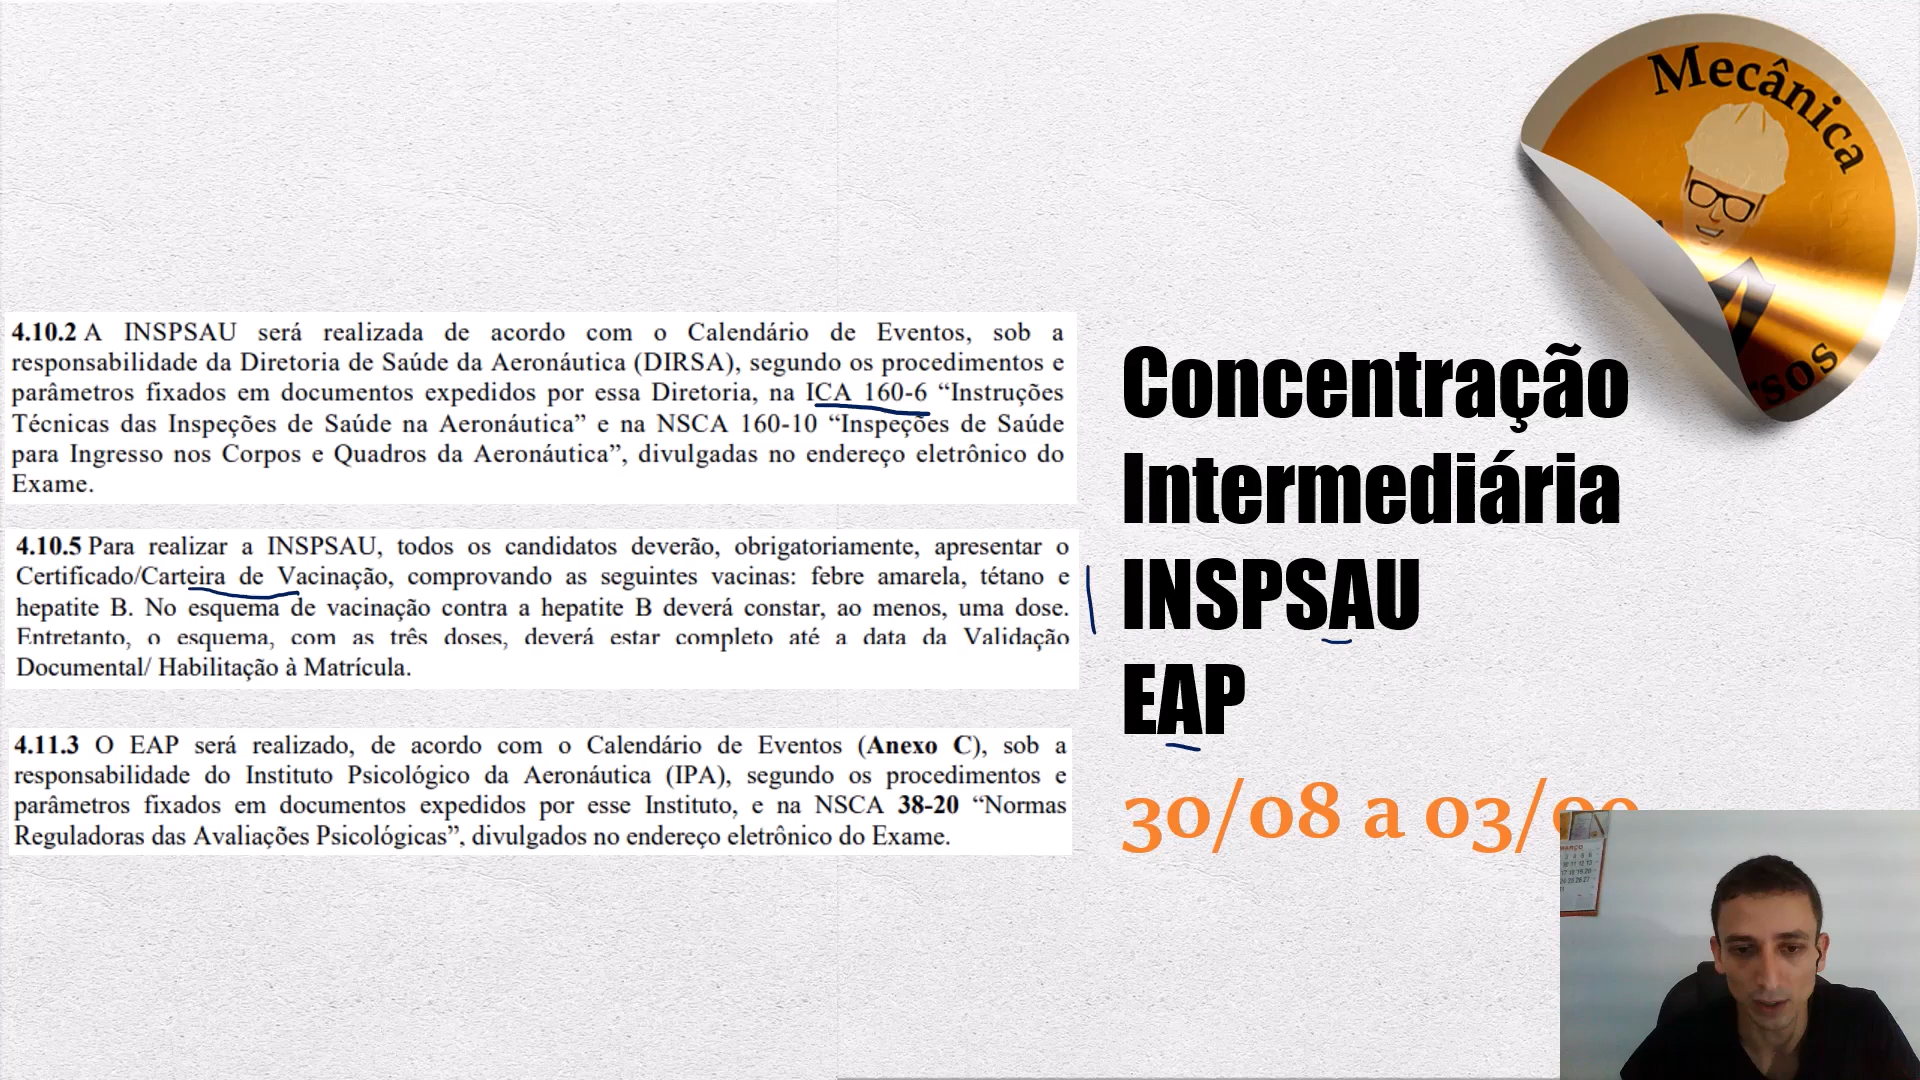 4.10.2 A INSPSAU será realizada de acordo com o Calendário de Eventos, sob a
responsabilidade da Diretoria de Saúde da Aeronáutica (DIRSA), segundo os procedimentos e
parâmetros fixados em documentos expedidos por essa Diretoria, na ICA 160-6 “Instruções
Técnicas das Inspeções de Saúde na Aeronáutica” e na NSCA 160-10 “Inspeções de Saúde
para Ingresso nos Corpos e Quadros da Aeronáutica”, divulgadas no endereço eletrônico do
Exame.
4.10.5 Para realizar a INSPSAU, todos os candidatos deverão, obrigatoriamente, apresentar o
Certificado/Carteira de Vacinação, comprovando as seguintes vacinas: febre amarela, tétano e
hepatite B. No esquema de vacinação contra a hepatite B deverá constar, ao menos, uma dose.
Entretanto, o esquema, com as três doses, deverá estar completo até a data da Validação
Documental/ Habilitação à Matrícula.
4.11.3 O EAP será realizado, de acordo com o Calendário de Eventos (Anexo C), sob a
responsabilidade do Instituto Psicológico da Aeronáutica (IPA), segundo os procedimentos e
parâmetros fixados em documentos expedidos por esse Instituto, e na NSCA 38-20 “Normas
Reguladoras das Avaliações Psicológicas”, divulgados no endereço eletrônico do Exame.
Mecânica
Concentração
Intermediária
INSPSAU
EAP
30/08 a 03/
MARÇO